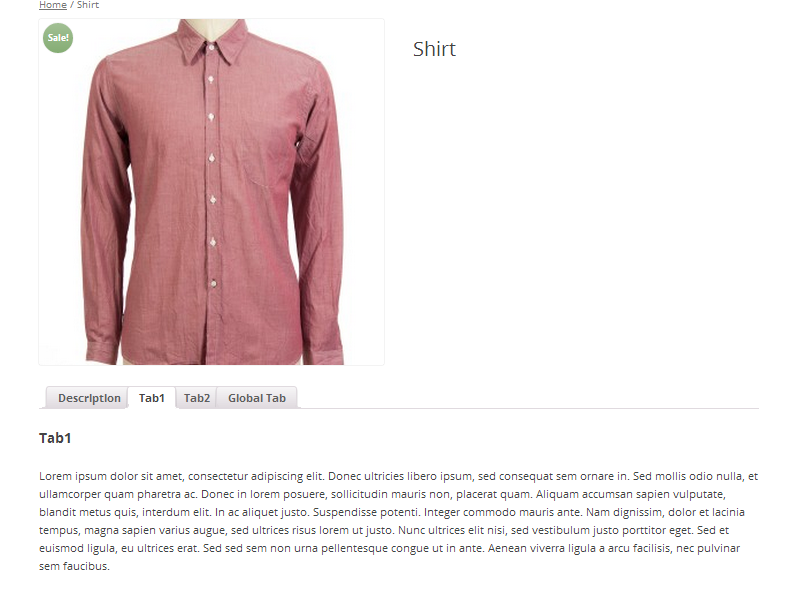 Home / Shirt
Sale!
Shirt
Description Tab1 Tab2 Global Tab
Tab1
Lorem ipsum dolor sit amet, consectetur adipiscing elit. Donec ultricies libero ipsum, sed consequat sem ornare in. Sed mollis odio nulla, et
ullamcorper quam pharetra ac. Donec in lorem posuere, sollicitudin mauris non, placerat quam. Aliquam accumsan sapien vulputate,
blandit metus quis, interdum elit. In ac aliquet justo. Suspendisse potenti. Integer commodo mauris ante. Nam dignissim, dolor et lacinia
tempus, magna sapien varius augue, sed ultrices risus lorem ut justo. Nunc ultrices elit nisi, sed vestibulum justo porttitor eget. Sed et
euismod ligula, eu ultrices erat. Sed sed sem non urna pellentesque congue ut in ante. Aenean viverra ligula a arcu facilisis, nec pulvinar
sem faucibus.